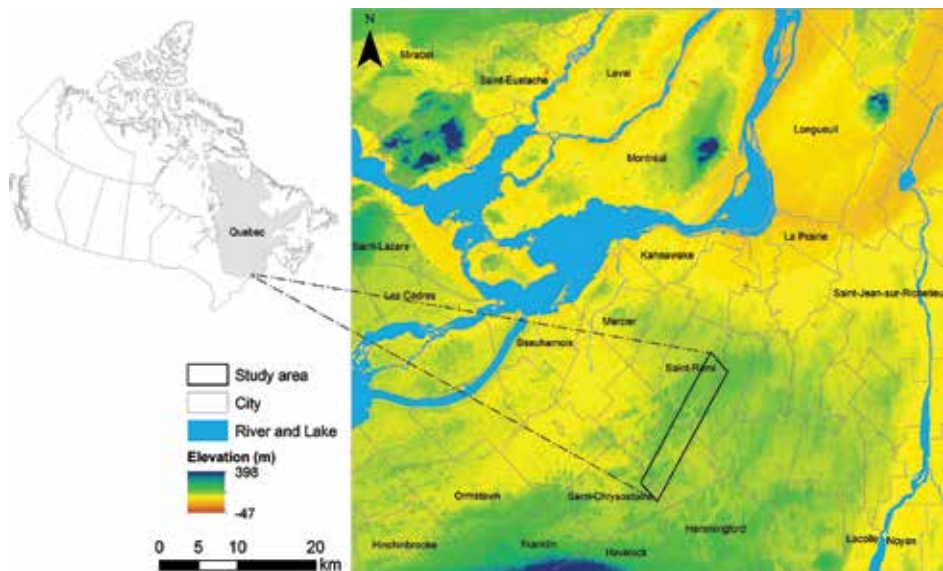 N
Mirabel
Saint-Eustache
Laval
Longueuil
Montréal
Quebec
Saint-Lazare
Kahnawake
La Prairie
Les Cèdres
Saint-Jean-sur-Richelieu
Mercier
Beauharnois
Saint-Rémi
Study area
City
River and Lake
Elevation (m)
398
-47
Ormstown
Saint-Chrysostome
Hemmingford
Hinchinbrooke
Franklin
Havelock
Lacolle
Noyan
0 5 10 20
km